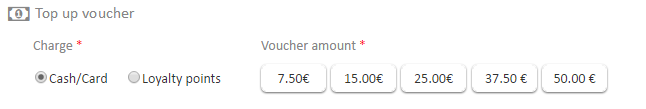 Top up voucher
Charge * Voucher amount *
Cash/Card Loyalty points 7.50€ 15.00€ 25.00€ 37.50 € 50.00 €